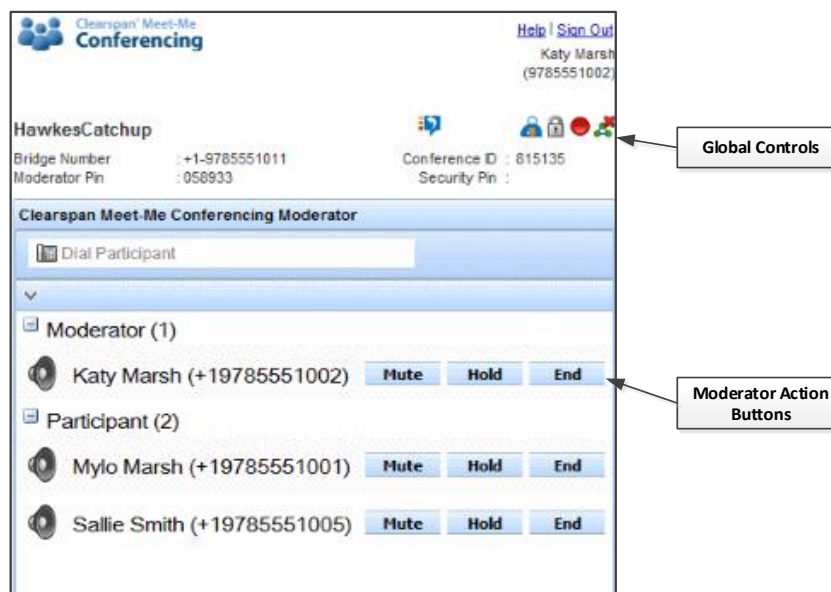 Clearspan® Meet-Me
Conferencing
Help | Sign Out
Katy Marsh
(9785551002)
HawkesCatchup
Bridge Number : +1-9785551011 Conference ID : 815135
Moderator Pin : 058933 Security Pin :
Global Controls
Clearspan Meet-Me Conferencing Moderator
Dial Participant
Moderator (1)
Katy Marsh (+19785551002) Mute Hold End
Moderator Action
Buttons
Participant (2)
Mylo Marsh (+19785551001) Mute Hold End
Sallie Smith (+19785551005) Mute Hold End